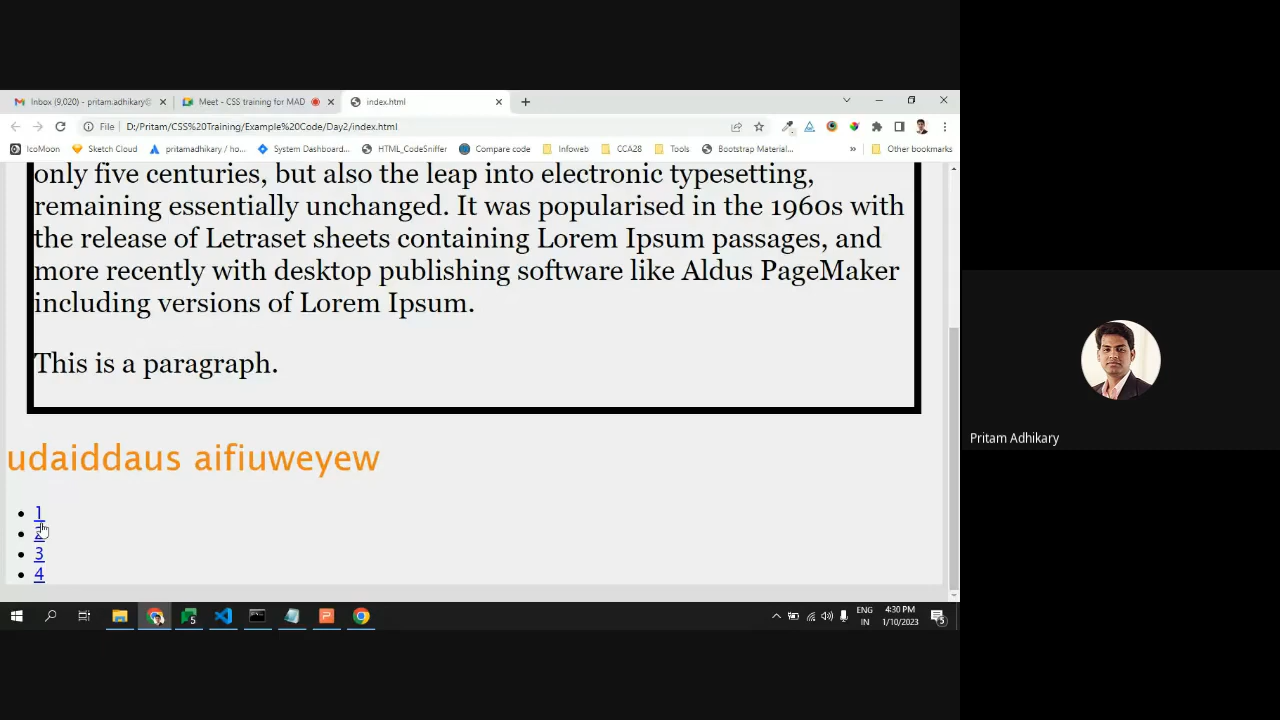 Inbox (9,020) - pritam.adhikary©
Meet - CSS training for MAD
index.html
File
D:/Pritam/CSS%20Training/Example%20Code/Day2/index.html
IcoMoon
Sketch Cloud
pritamadhikary / ho...
System Dashboard...
HTML_CodeSniffer
Compare code
Infoweb
CCA28
Tools
Bootstrap Material...
»
Other bookmarks
only five centuries, but also the leap into electronic typesetting,
remaining essentially unchanged. It was popularised in the 1960s with
the release of Letraset sheets containing Lorem Ipsum passages, and
more recently with desktop publishing software like Aldus PageMaker
including versions of Lorem Ipsum.
This is a paragraph.
udaiddaus aifiuweyew
1
2
3
4
Pritam Adhikary
ENG
IN
4:30 PM
1/10/2023
5